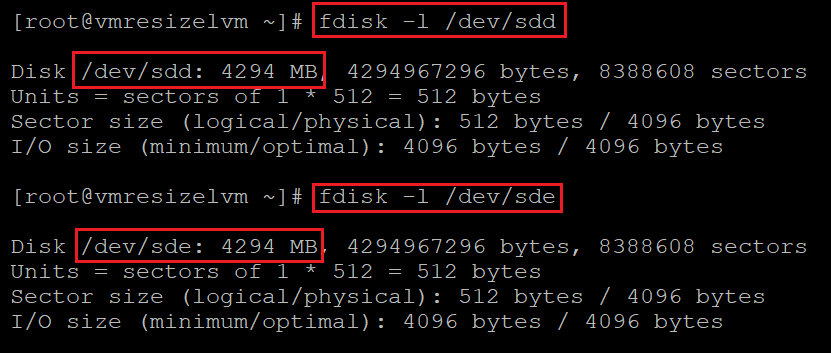 [root@vmresizelvm ~]# fdisk -l /dev/sdd
Disk /dev/sdd: 4294 MB, 4294967296 bytes, 8388608 sectors
Units = sectors of 1 * 512 = 512 bytes
Sector size (logical/physical): 512 bytes / 4096 bytes
I/O size (minimum/optimal): 4096 bytes / 4096 bytes
[root@vmresizelvm ~]# fdisk -l /dev/sde
Disk /dev/sde: 4294 MB, 4294967296 bytes, 8388608 sectors
Units = sectors of 1 * 512 = 512 bytes
Sector size (logical/physical): 512 bytes / 4096 bytes
I/O size (minimum/optimal): 4096 bytes / 4096 bytes